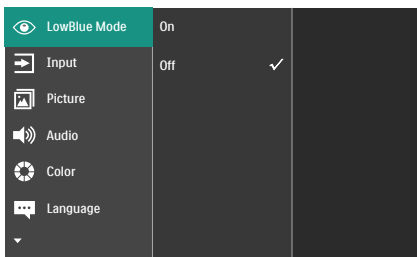 LowBlue Mode
On
Input
Off
Picture
Audio
Color
Language